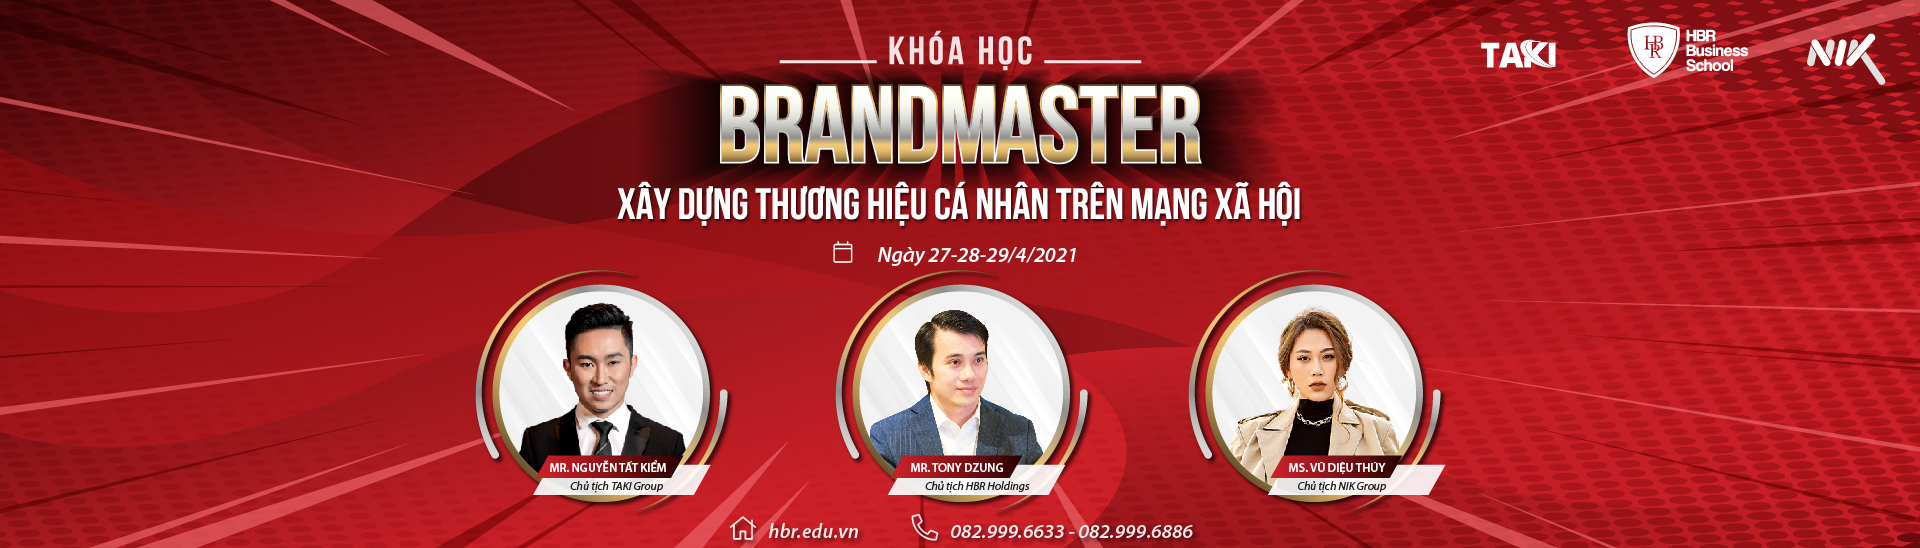 KHÓA HỌC
TAKI
HBR
HBR
Business
School
NIK
BRANDMASTER
XÂY DỰNG THƯƠNG HIỆU CÁ NHÂN TRÊN MẠNG XÃ HỘI
Ngày 27-28-29/4/2021
MR. NGUYỄN TẤT KIỂM
Chủ tịch TAKI Group
MR. TONY DZUNG
Chủ tịch HBR Holdings
MS. VŨ DIỆU THÚY
Chủ tịch NIK Group
hbr.edu.vn
082.999.6633 - 082.999.6886